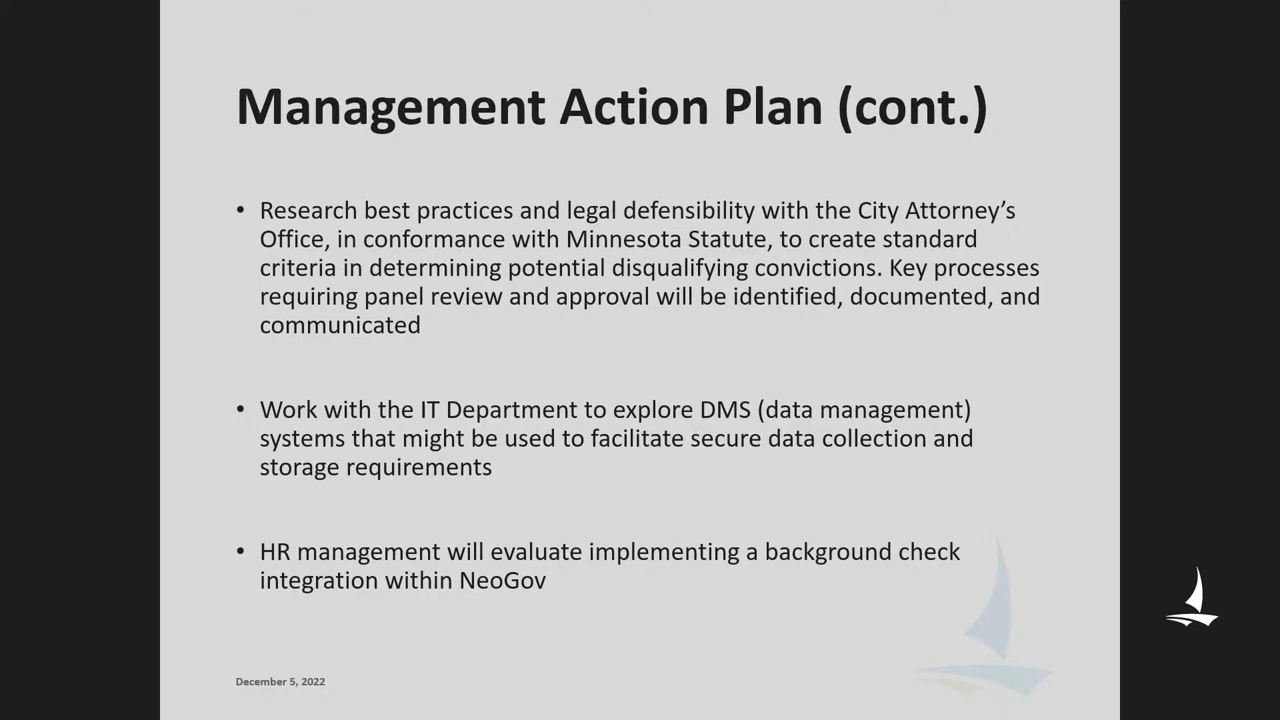 Management Action Plan (cont.)
• Research best practices and legal defensibility with the City Attorney’s
Office, in conformance with Minnesota Statute, to create standard
criteria in determining potential disqualifying convictions. Key processes
requiring panel review and approval will be identified, documented, and
communicated
• Work with the IT Department to explore DMS (data management)
systems that might be used to facilitate secure data collection and
storage requirements
• HR management will evaluate implementing a background check
integration within NeoGov
December 5, 2022